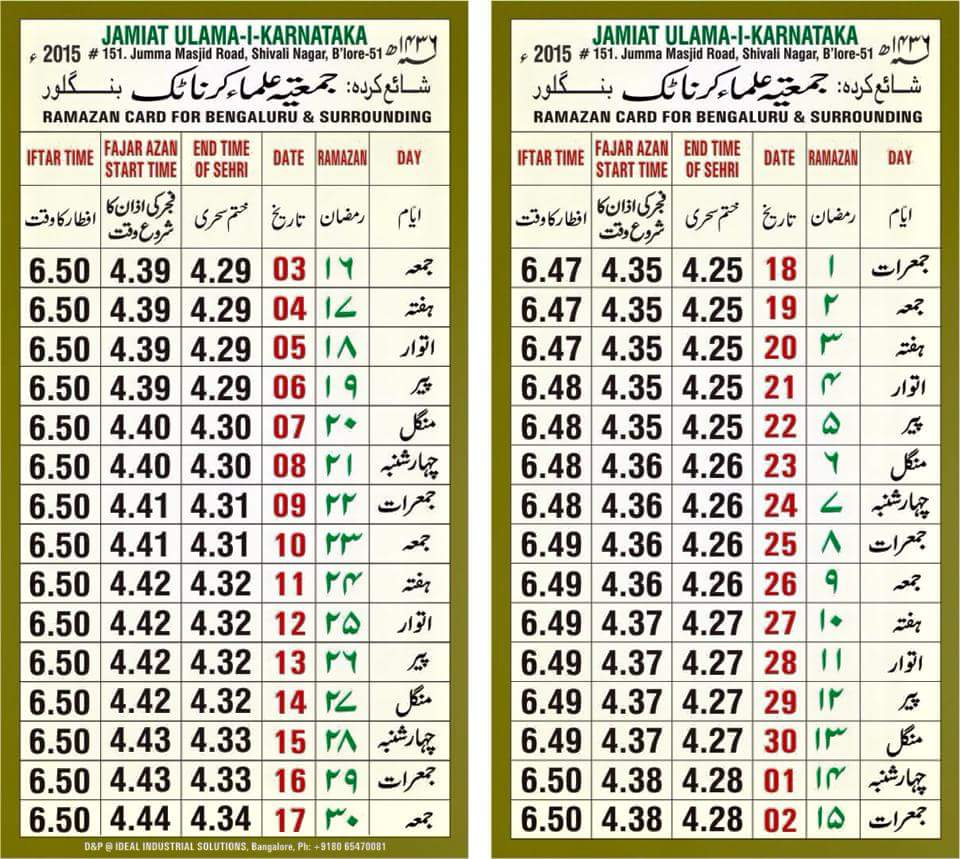 JAMIAT ULAMA-I-KARNATAKA
ء 2015 # 151. Jumma Masjid Road, Shivali Nagar, B'lore-51 ۱۴۳۶ھ
شائع کردہ: جمعیۃ علماء کرناٹک بنگلور
RAMAZAN CARD FOR BENGALURU & SURROUNDING
IFTAR TIME FAJAR AZAN START TIME END TIME OF SEHRI DATE RAMAZAN DAY
افطار کا وقت فجر کی اذان کا شروع وقت ختم سحری تاریخ رمضان ایّام
6.50 4.39 4.29 03 ۱۶ جمعہ
6.50 4.39 4.29 04 ۱۷ ہفتہ
6.50 4.39 4.29 05 ۱۸ اتوار
6.50 4.39 4.29 06 ۱۹ پیر
6.50 4.40 4.30 07 ۲۰ منگل
6.50 4.40 4.30 08 ۲۱ چہارشنبہ
6.50 4.41 4.31 09 ۲۲ جمعرات
6.50 4.41 4.31 10 ۲۳ جمعہ
6.50 4.42 4.32 11 ۲۴ ہفتہ
6.50 4.42 4.32 12 ۲۵ اتوار
6.50 4.42 4.32 13 ۲۶ پیر
6.50 4.42 4.32 14 ۲۷ منگل
6.50 4.43 4.33 15 ۲۸ چہارشنبہ
6.50 4.43 4.33 16 ۲۹ جمعرات
6.50 4.44 4.34 17 ۳۰ جمعہ
D&P @ IDEAL INDUSTRIAL SOLUTIONS, Bangalore, Ph: +9180 65470081
JAMIAT ULAMA-I-KARNATAKA
ء 2015 # 151. Jumma Masjid Road, Shivali Nagar, B'lore-51 ۱۴۳۶ھ
شائع کردہ: جمعیۃ علماء کرناٹک بنگلور
RAMAZAN CARD FOR BENGALURU & SURROUNDING
IFTAR TIME FAJAR AZAN START TIME END TIME OF SEHRI DATE RAMAZAN DAY
افطار کا وقت فجر کی اذان کا شروع وقت ختم سحری تاریخ رمضان ایّام
6.47 4.35 4.25 18 ۱ جمعرات
6.47 4.35 4.25 19 ۲ جمعہ
6.47 4.35 4.25 20 ۳ ہفتہ
6.48 4.35 4.25 21 ۴ اتوار
6.48 4.35 4.25 22 ۵ پیر
6.48 4.36 4.26 23 ۶ منگل
6.48 4.36 4.26 24 ۷ چہارشنبہ
6.49 4.36 4.26 25 ۸ جمعرات
6.49 4.36 4.26 26 ۹ جمعہ
6.49 4.37 4.27 27 ۱۰ ہفتہ
6.49 4.37 4.27 28 ۱۱ اتوار
6.49 4.37 4.27 29 ۱۲ پیر
6.49 4.37 4.27 30 ۱۳ منگل
6.50 4.38 4.28 01 ۱۴ چہارشنبہ
6.50 4.38 4.28 02 ۱۵ جمعرات